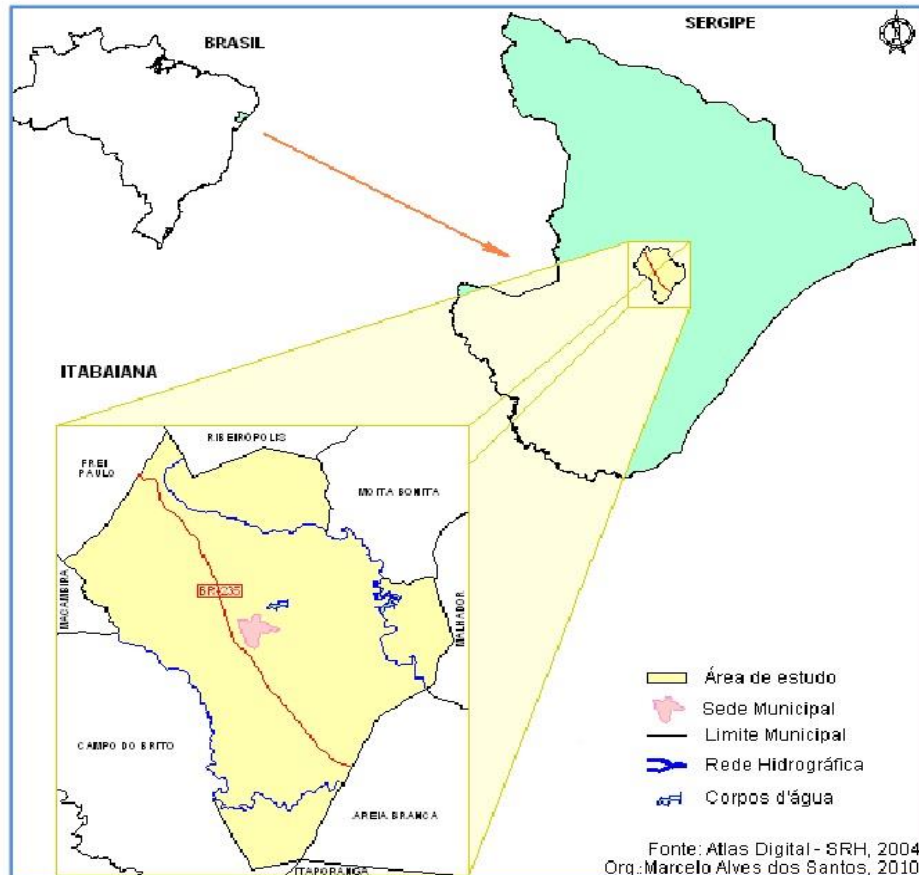 BRASIL
SERGIPE
N
ITABAIANA
RIBEIRÓPOLIS
FREI
PAULO
MOITA BONITA
MACAMBIRA
BR-235
MALHADOR
CAMPO DO BRITO
AREIA BRANCA
ITAPORANGA
Área de estudo
Sede Municipal
Limite Municipal
Rede Hidrográfica
Corpos d'água
Fonte: Atlas Digital - SRH, 2004
Org.:Marcelo Alves dos Santos, 2010